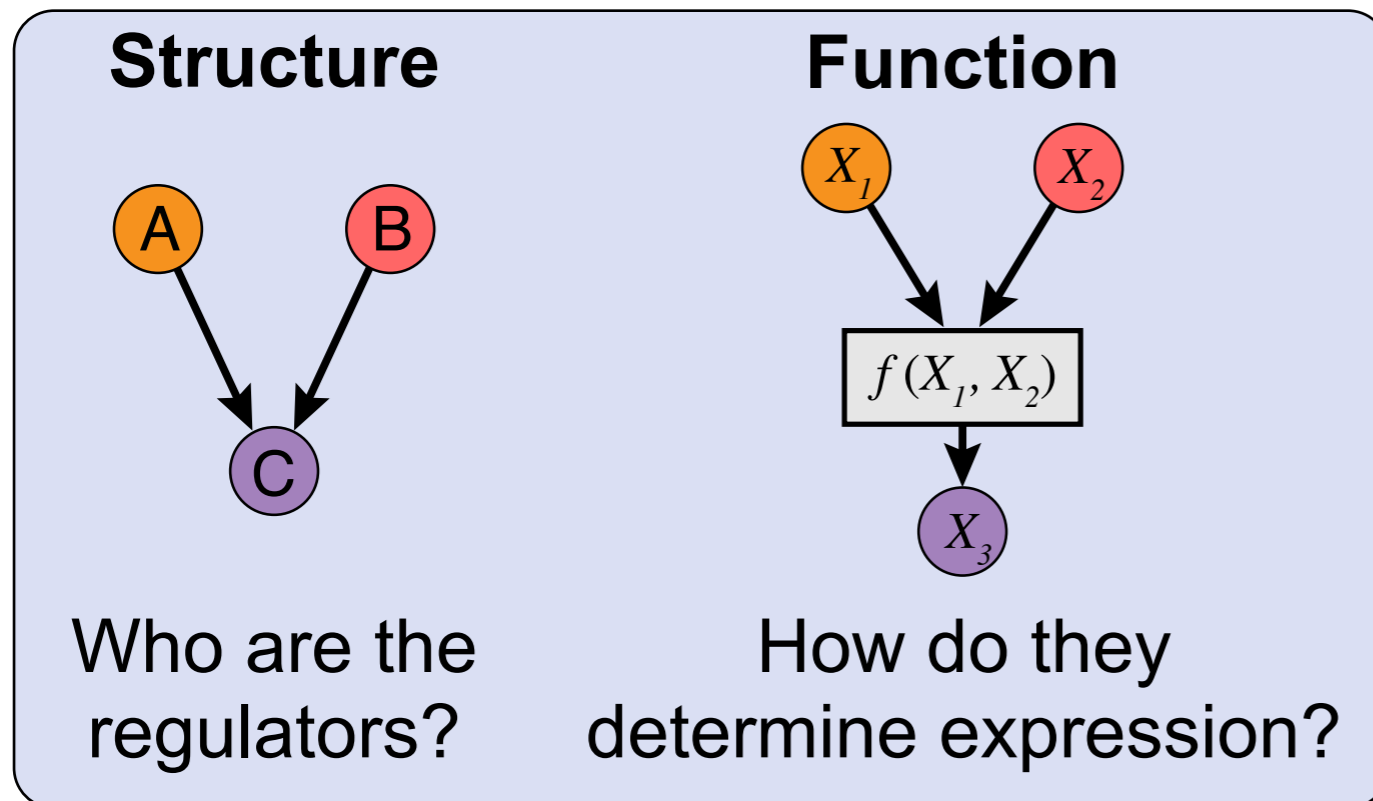 Structure
A
B
C
Who are the
regulators?
Function
X₁
X₂
f(X₁, X₂)
X₃
How do they
determine expression?